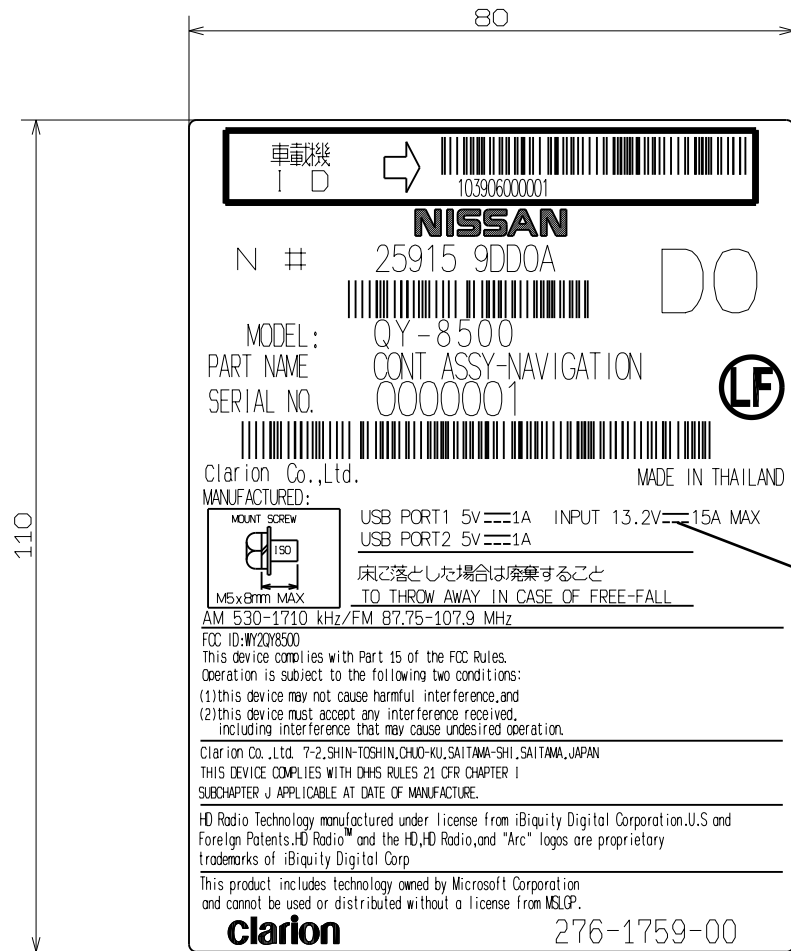 80
110
車載機
I D
103906000001
NISSAN
N # 25915 9DD0A
DO
MODEL: QY-8500
PART NAME CONT ASSY-NAVIGATION
SERIAL NO. 0000001
LF
Clarion Co.,Ltd. MADE IN THAILAND
MANUFACTURED:
MOUNT SCREW
ISO
M5x8mm MAX
USB PORT1 5V⎓1A INPUT 13.2V⎓15A MAX
USB PORT2 5V⎓1A
床に落とした場合は廃棄すること
TO THROW AWAY IN CASE OF FREE-FALL
AM 530-1710 kHz/FM 87.75-107.9 MHz
FCC ID:WY2QY8500
This device complies with Part 15 of the FCC Rules.
Operation is subject to the following two conditions:
(1)this device may not cause harmful interference,and
(2)this device must accept any interference received,
including interference that may cause undesired operation.
Clarion Co.,Ltd. 7-2,SHIN-TOSHIN,CHUO-KU,SAITAMA-SHI,SAITAMA,JAPAN
THIS DEVICE COMPLIES WITH DHHS RULES 21 CFR CHAPTER I
SUBCHAPTER J APPLICABLE AT DATE OF MANUFACTURE.
HD Radio Technology manufactured under license from iBiquity Digital Corporation.U.S and
Foreign Patents.HD Radio™ and the HD,HD Radio,and "Arc" logos are proprietary
trademarks of iBiquity Digital Corp
This product includes technology owned by Microsoft Corporation
and cannot be used or distributed without a license from MSLGP.
clarion 276-1759-00